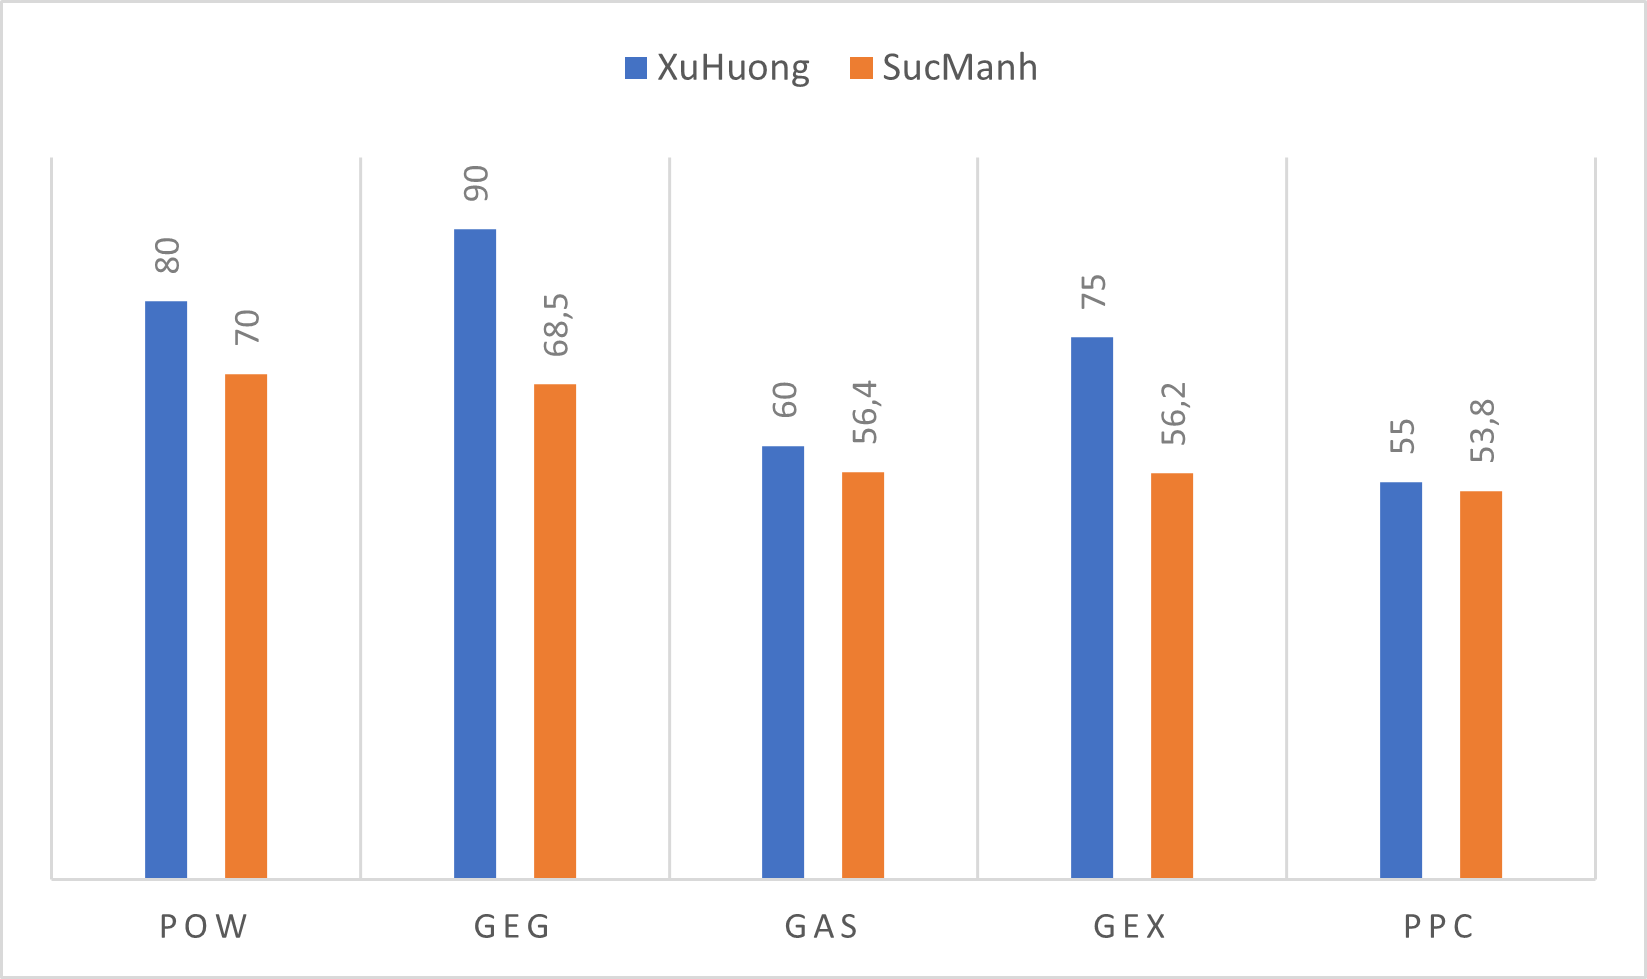 XuHuong SucManh
80 70 90 68,5 60 56,4 75 56,2 55 53,8
POW GEG GAS GEX PPC